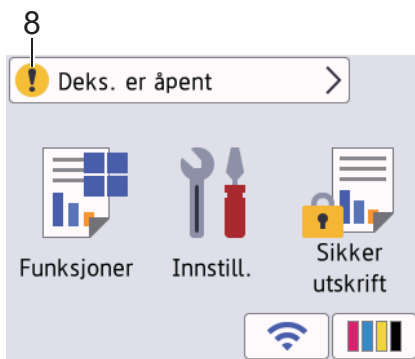 8
Deks. er åpent
Funksjoner
Innstill.
Sikker
utskrift